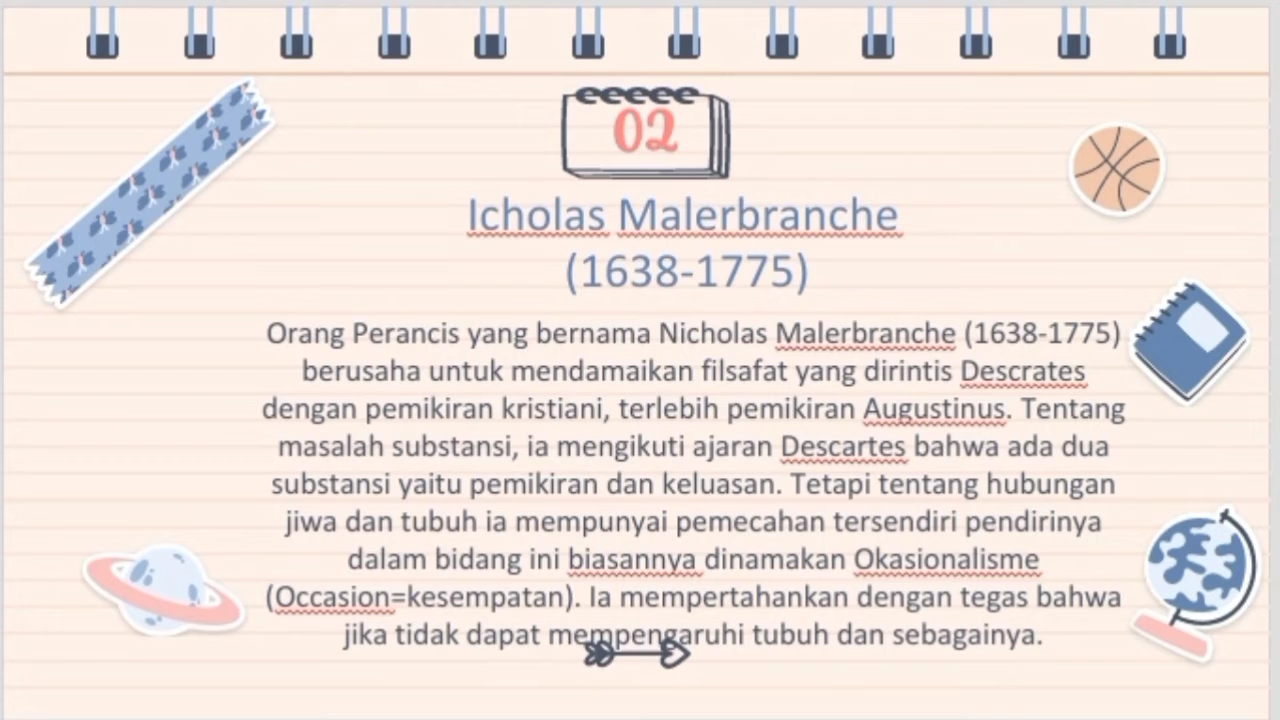 02
Icholas Malerbranche
(1638-1775)
Orang Perancis yang bernama Nicholas Malerbranche (1638-1775)
berusaha untuk mendamaikan filsafat yang dirintis Descrates
dengan pemikiran kristiani, terlebih pemikiran Augustinus. Tentang
masalah substansi, ia mengikuti ajaran Descartes bahwa ada dua
substansi yaitu pemikiran dan keluasan. Tetapi tentang hubungan
jiwa dan tubuh ia mempunyai pemecahan tersendiri pendirinya
dalam bidang ini biasannya dinamakan Okasionalisme
(Occasion=kesempatan). Ia mempertahankan dengan tegas bahwa
jika tidak dapat mempengaruhi tubuh dan sebagainya.